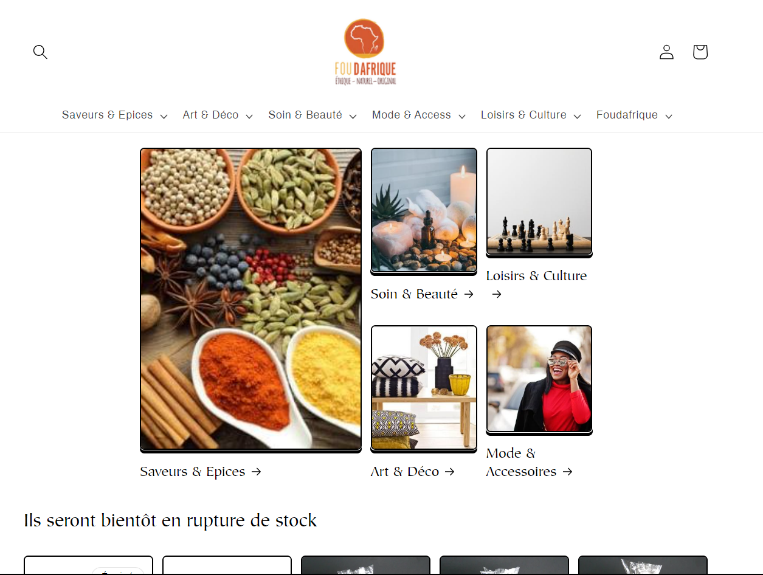 FOUDAFRIQUE
ÉTHIQUE – NATUREL – ORIGINAL
Saveurs & Epices
Art & Déco
Soin & Beauté
Mode & Access
Loisirs & Culture
Foudafrique
Soin & Beauté →
Loisirs & Culture
→
Saveurs & Epices →
Art & Déco →
Mode &
Accessoires →
Ils seront bientôt en rupture de stock